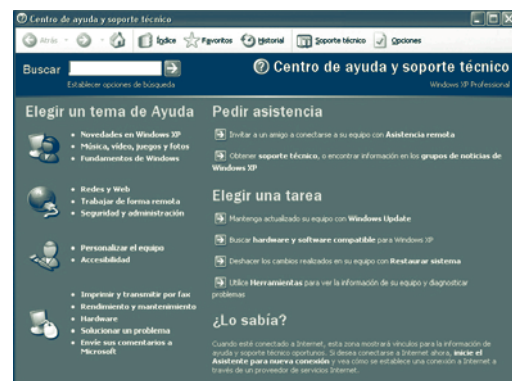 Centro de ayuda y soporte técnico
Atrás
Índice
Favoritos
Historial
Soporte técnico
Opciones
Buscar
Establecer opciones de búsqueda
Centro de ayuda y soporte técnico
Windows XP Professional
Elegir un tema de Ayuda
• Novedades en Windows XP
• Música, vídeo, juegos y fotos
• Fundamentos de Windows
• Redes y Web
• Trabajar de forma remota
• Seguridad y administración
• Personalizar el equipo
• Accesibilidad
• Imprimir y transmitir por fax
• Rendimiento y mantenimiento
• Hardware
• Solucionar un problema
• Envíe sus comentarios a
Microsoft
Pedir asistencia
Invitar a un amigo a conectarse a su equipo con Asistencia remota
Obtener soporte técnico, o encontrar información en los grupos de noticias de
Windows XP
Elegir una tarea
Mantenga actualizado su equipo con Windows Update
Buscar hardware y software compatible para Windows XP
Deshacer los cambios realizados en su equipo con Restaurar sistema
Utilice Herramientas para ver la información de su equipo y diagnosticar
problemas
¿Lo sabía?
Cuando esté conectado a Internet, esta zona mostrará vínculos para la información de
ayuda y soporte técnico oportunos. Si desea conectarse a Internet ahora, inicie el
Asistente para nueva conexión y vea cómo se establece una conexión a Internet a
través de un proveedor de servicios Internet.